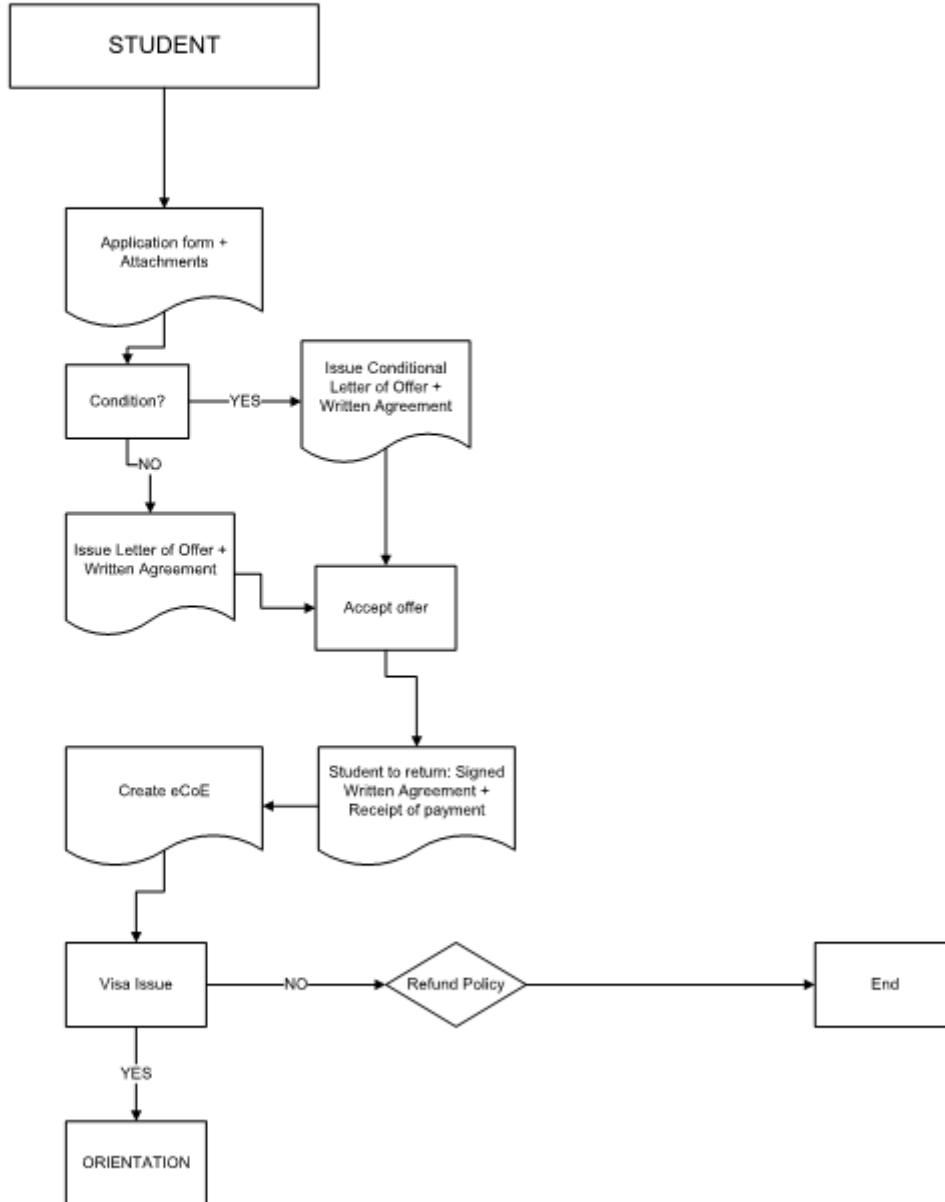 STUDENT
Application form +
Attachments
Condition?
YES
Issue Conditional
Letter of Offer +
Written Agreement
NO
Issue Letter of Offer +
Written Agreement
Accept offer
Create eCoE
Student to return: Signed
Written Agreement +
Receipt of payment
Visa Issue
NO
Refund Policy
End
YES
ORIENTATION